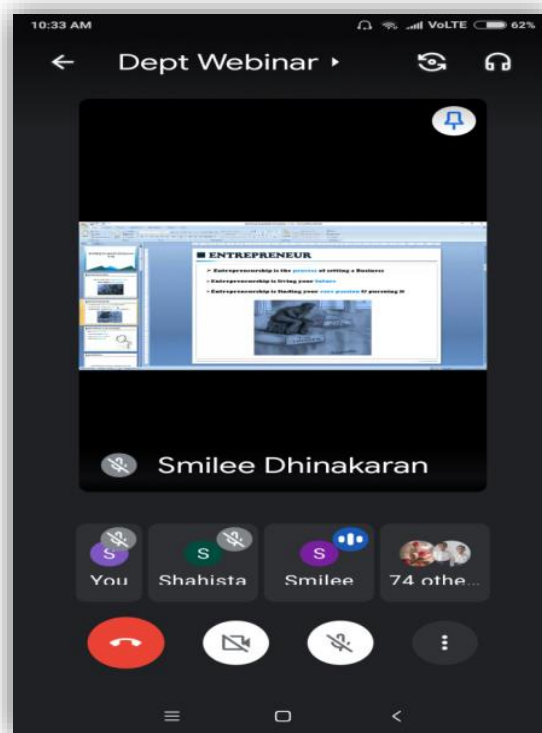 10:33 AM VoLTE 62%
Dept Webinar
ENTREPRENEUR
Entrepreneurship is the process of setting a Business
Entrepreneurship is living your future
Entrepreneurship is finding your core passion & pursuing it
Smilee Dhinakaran
S S S
You Shahista Smilee 74 othe...